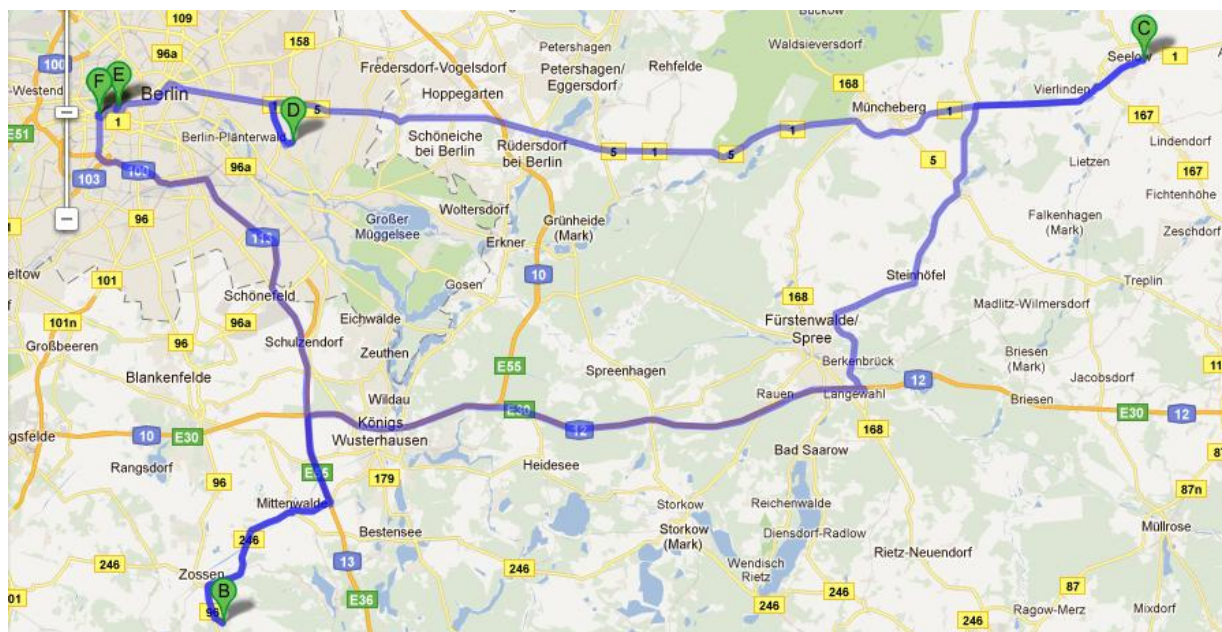 109
Bückow
Petershagen
Waldsieversdorf
C
96a
158
Seelow
1
100
Fredersdorf-Vogelsdorf
Petershagen/
Eggersdorf
Rehfelde
168
Vierlinden
-Westend
F
E
Berlin
Hoppegarten
Müncheberg
1
1
D
5
1
167
E51
Berlin-Plänterwald
Schöneiche
bei Berlin
Rüdersdorf
bei Berlin
5
1
5
5
Lietzen
Lindendorf
103
100
96a
167
Fichtenhöhe
96
Woltersdorf
Großer
Müggelsee
Grünheide
(Mark)
Falkenhagen
(Mark)
Zeschdorf
113
Erkner
10
Steinhöfel
Treplin
101
Gosen
168
Madlitz-Wilmersdorf
Schönefeld
Eichwalde
Fürstenwalde/
Spree
101n
96a
Großbeeren
96
Schulzendorf
Zeuthen
E55
Spreenhagen
Berkenbrück
Briesen
(Mark)
Blankenfelde
12
Jacobsdorf
Wildau
Rauen
Langewahl
Briesen
E30
E30
12
10
E30
Königs
Wusterhausen
12
168
Rangsdorf
Bad Saarow
96
179
Heidesee
87n
Mittenwalde
Storkow
Reichenwalde
Bestensee
Storkow
(Mark)
Diensdorf-Radlow
Müllrose
246
Rietz-Neuendorf
246
Zossen
13
246
Wendisch
Rietz
B
87
96
E36
246
246
246
Ragow-Merz
Mixdorf